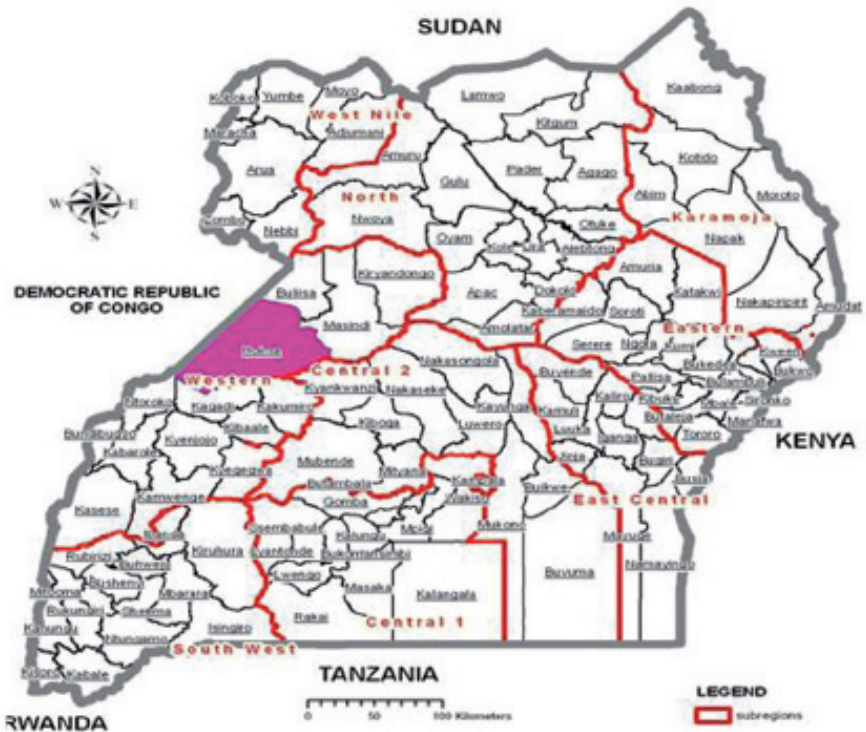 SUDAN
Kaabong
Koboko
Yumbe
Moyo
Lamwo
West Nile
Kitgum
Maracha
Adjumani
Kotido
Arua
Amuru
Pader
Agago
N
W
E
S
Gulu
Abim
Moroto
North
Otuke
Karamoja
Zombo
Nebbi
Nwoya
Oyam
Kole
Lira
Alebtong
Napak
Amuria
DEMOCRATIC REPUBLIC
OF CONGO
Kiryandongo
Buliisa
Apac
Dokolo
Katakwi
Nakapiripirit
Amudat
Masindi
Kaberamaido
Soroti
Amolatar
Eastern
Serere
Ngora
Kumi
Kween
Nakasongola
Bukedea
Bukwo
Western
Central 2
Buyende
Pallisa
Kyankwanzi
Nakaseke
Ntoroko
Kagadi
Kakumiro
Kayunga
Kamuli
Kaliro
Kibuku
Mbale
Sironko
Kiboga
Luwero
Butaleja
Manafwa
Bundibugyo
Kibaale
Luuka
Iganga
Tororo
KENYA
Kabarole
Kyenjojo
Jinja
Bugiri
Kyegegwa
Mubende
Mityana
Kampala
Busia
Butambala
Wakiso
Buikwe
East Central
Kasese
Kamwenge
Gomba
Mukono
Mpigi
Sembabule
Kalungu
Mayuge
Rubirizi
Kiruhura
Lyantonde
Bukomansimbi
Namayingo
Buhweju
Lwengo
Buvuma
Mitooma
Bushenyi
Mbarara
Masaka
Kalangala
Rukungiri
Sheema
Rakai
Central 1
Kanungu
Ntungamo
Isingiro
South West
Kisoro
Kabale
TANZANIA
RWANDA
0 50 100 Kilometers
LEGEND
subregions